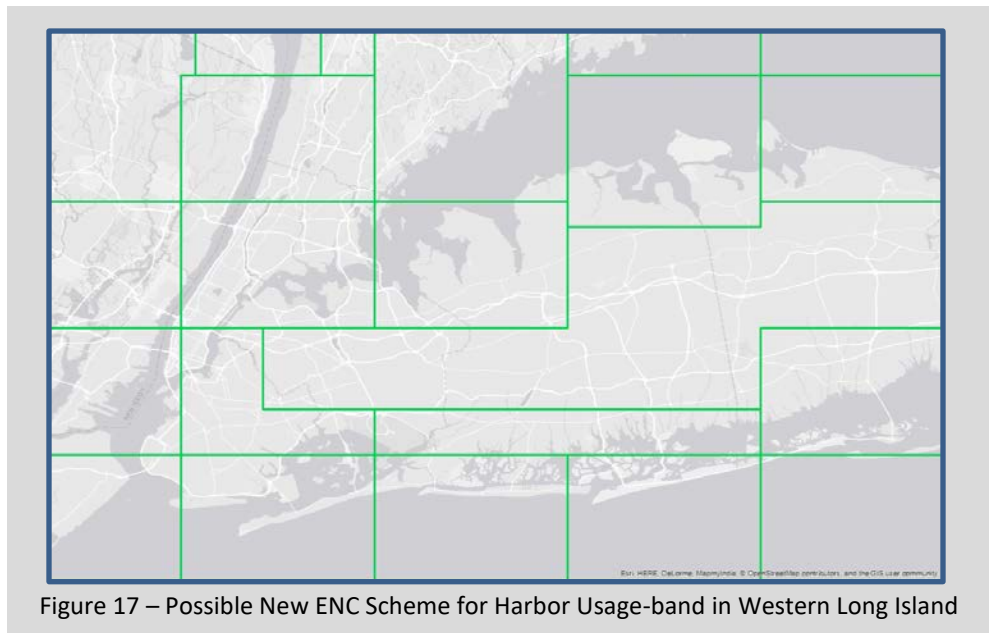 Esri, HERE, DeLorme, MapmyIndia, © OpenStreetMap contributors, and the GIS user community
Figure 17 – Possible New ENC Scheme for Harbor Usage-band in Western Long Island